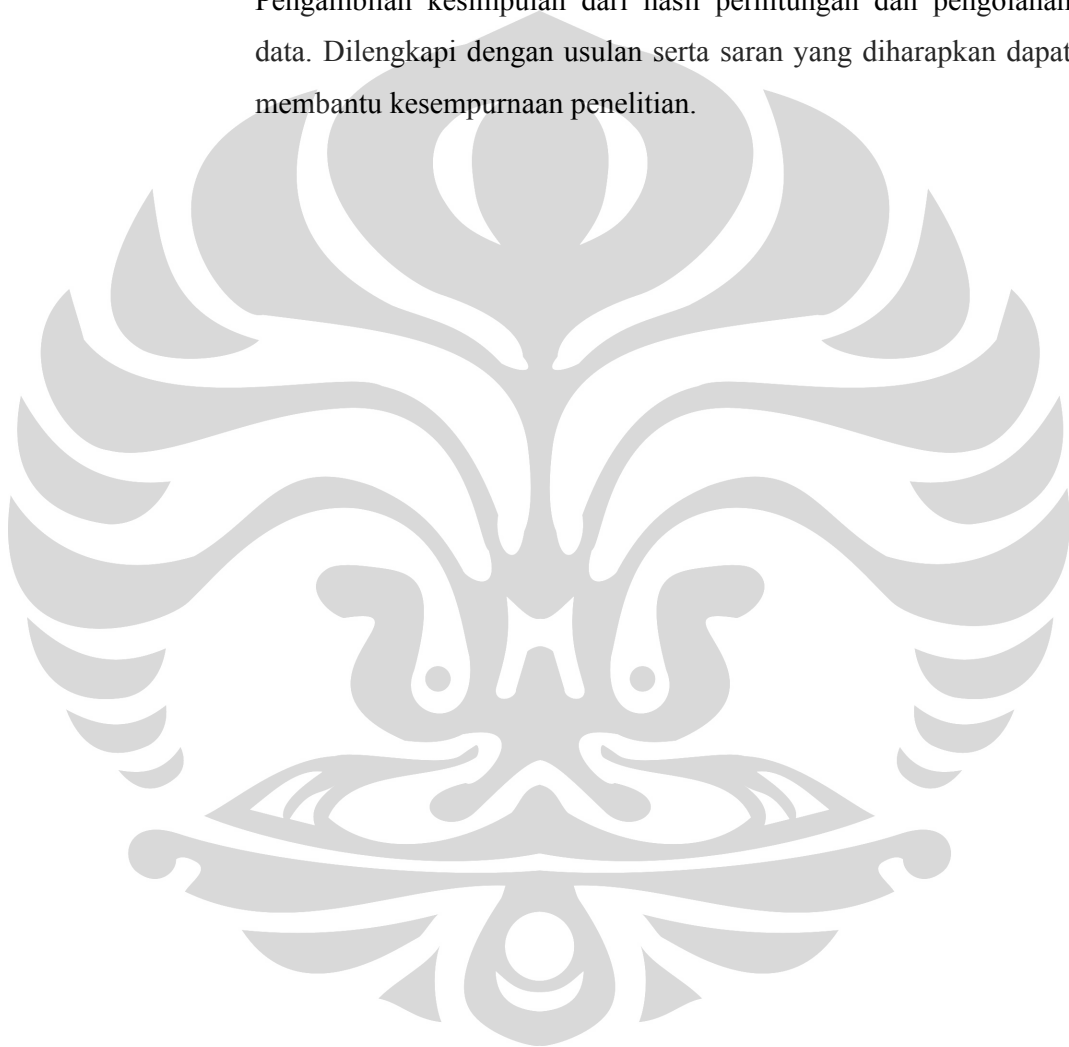 Pengambilan kesimpulan dari hasil perhitungan dan pengolahan
data. Dilengkapi dengan usulan serta saran yang diharapkan dapat
membantu kesempurnaan penelitian.